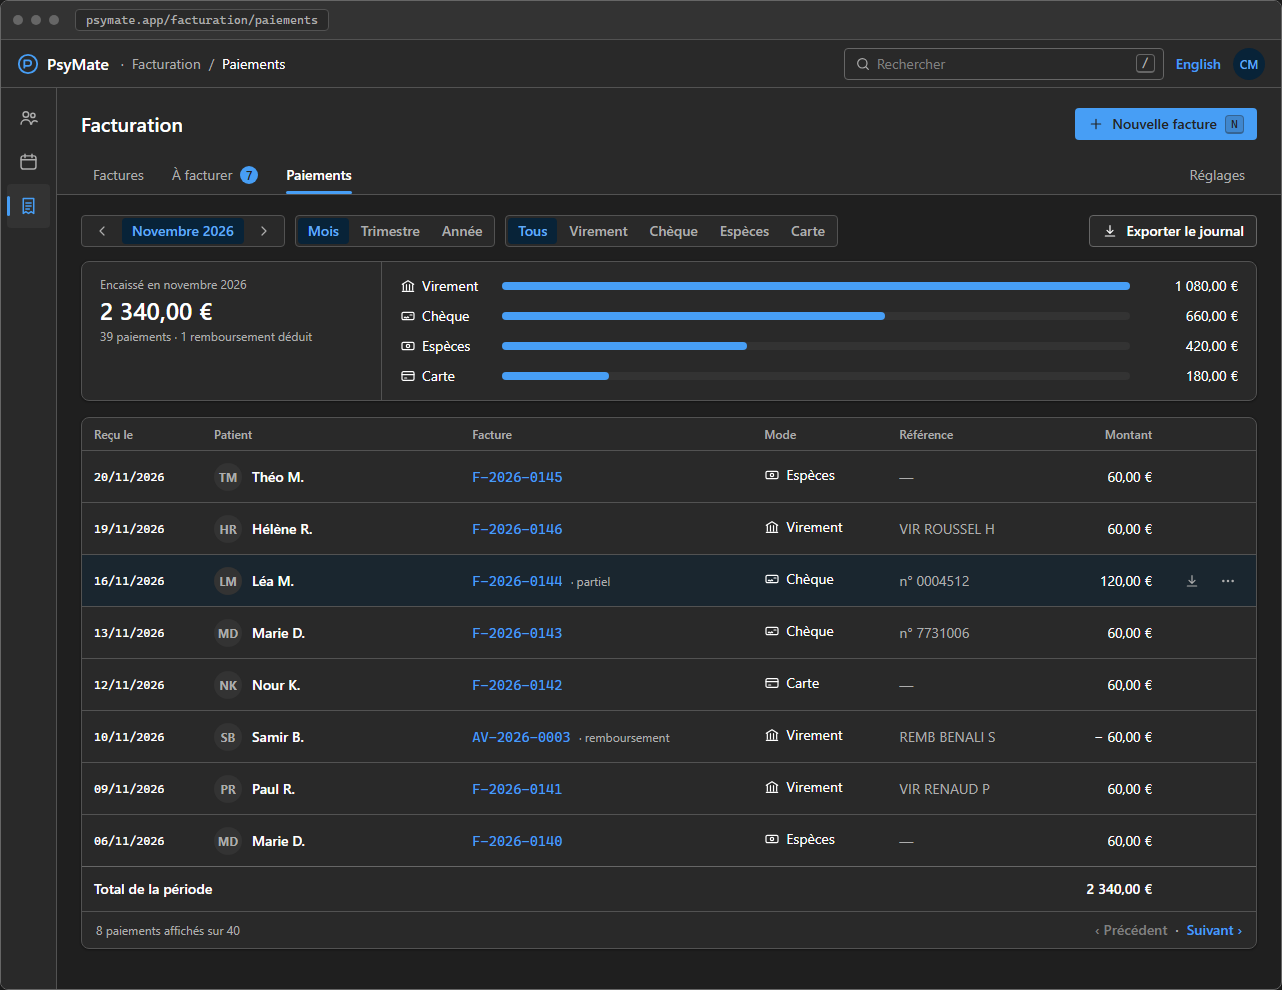 psymate.app/facturation/paiements
PsyMate · Facturation / Paiements
Rechercher /
English CM
Facturation
+ Nouvelle facture N
Factures À facturer 7 Paiements Réglages
‹ Novembre 2026 ›
Mois Trimestre Année
Tous Virement Chèque Espèces Carte
Exporter le journal
Encaissé en novembre 2026
2 340,00 €
39 paiements · 1 remboursement déduit
Virement 1 080,00 €
Chèque 660,00 €
Espèces 420,00 €
Carte 180,00 €
Reçu le Patient Facture Mode Référence Montant
20/11/2026 TM Théo M. F-2026-0145 Espèces — 60,00 €
19/11/2026 HR Hélène R. F-2026-0146 Virement VIR ROUSSEL H 60,00 €
16/11/2026 LM Léa M. F-2026-0144 · partiel Chèque n° 0004512 120,00 € ···
13/11/2026 MD Marie D. F-2026-0143 Chèque n° 7731006 60,00 €
12/11/2026 NK Nour K. F-2026-0142 Carte — 60,00 €
10/11/2026 SB Samir B. AV-2026-0003 · remboursement Virement REMB BENALI S − 60,00 €
09/11/2026 PR Paul R. F-2026-0141 Virement VIR RENAUD P 60,00 €
06/11/2026 MD Marie D. F-2026-0140 Espèces — 60,00 €
Total de la période 2 340,00 €
8 paiements affichés sur 40 ‹ Précédent · Suivant ›